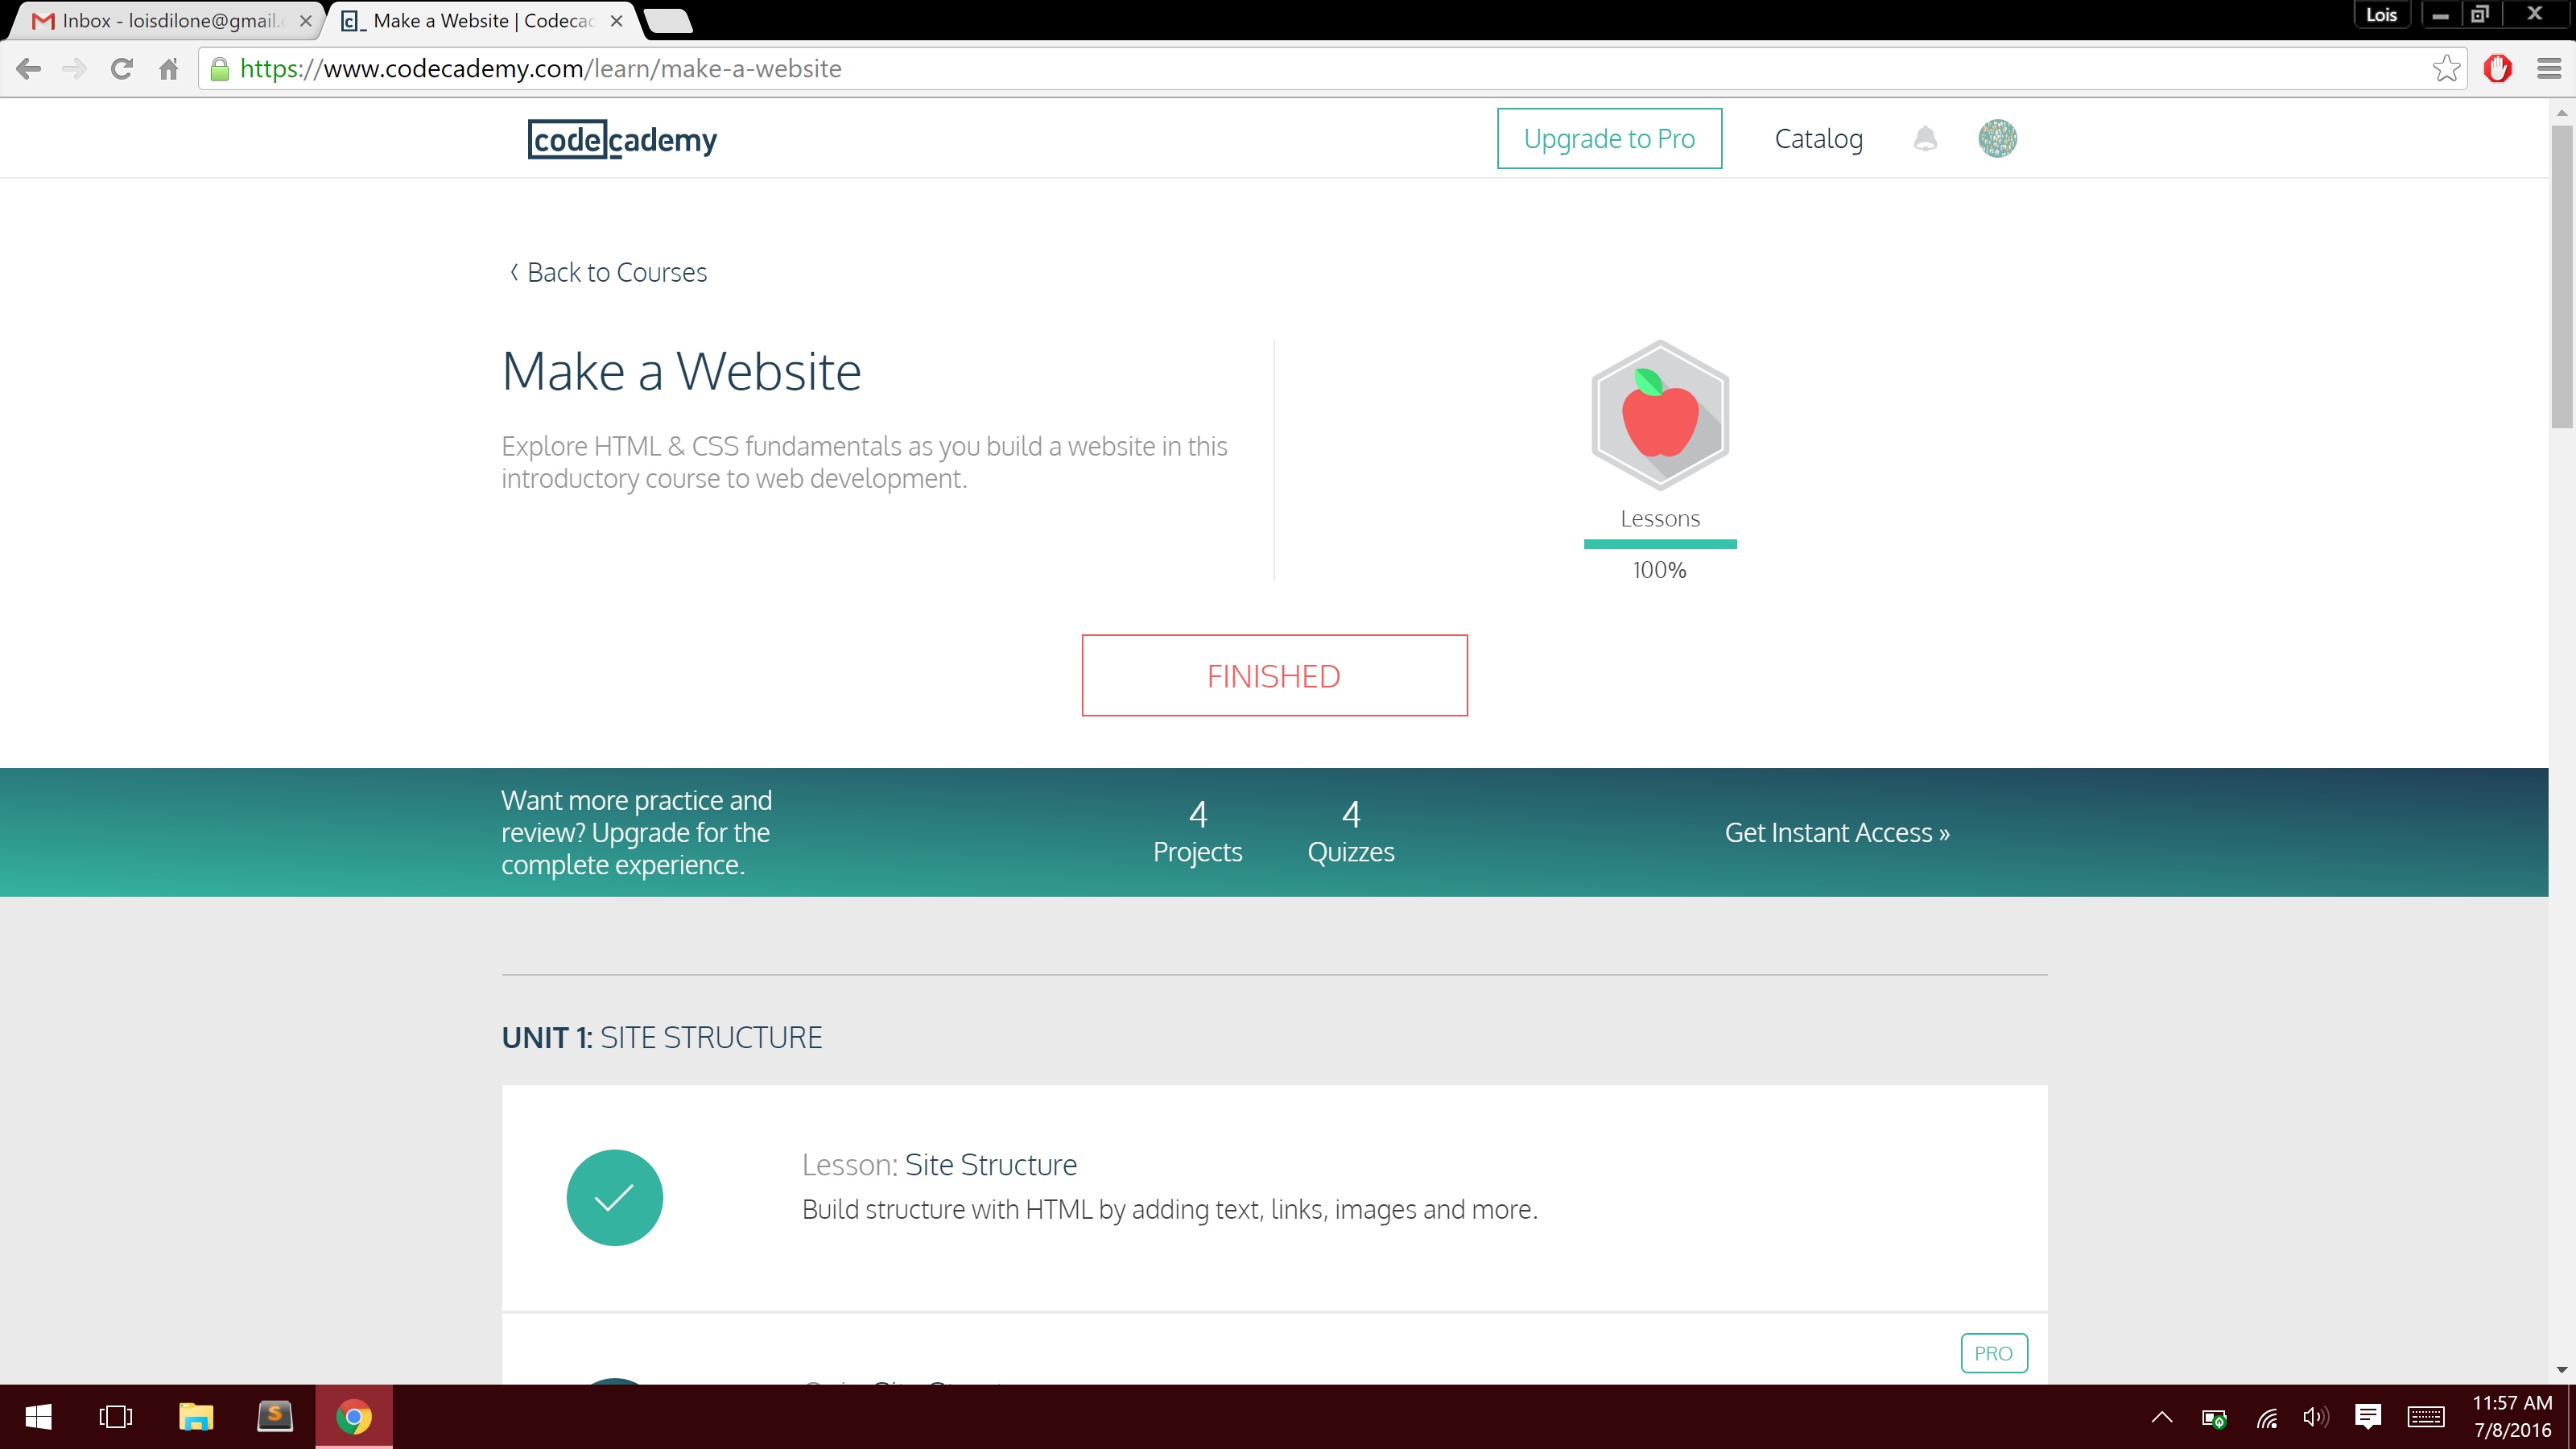 Inbox - loisdilone@gmail.
Make a Website | Codecac
Lois
https://www.codecademy.com/learn/make-a-website
codecademy
Upgrade to Pro
Catalog
Back to Courses
Make a Website
Explore HTML & CSS fundamentals as you build a website in this
introductory course to web development.
Lessons
100%
FINISHED
Want more practice and
review? Upgrade for the
complete experience.
4
Projects
4
Quizzes
Get Instant Access »
UNIT 1: SITE STRUCTURE
Lesson: Site Structure
Build structure with HTML by adding text, links, images and more.
PRO
11:57 AM
7/8/2016